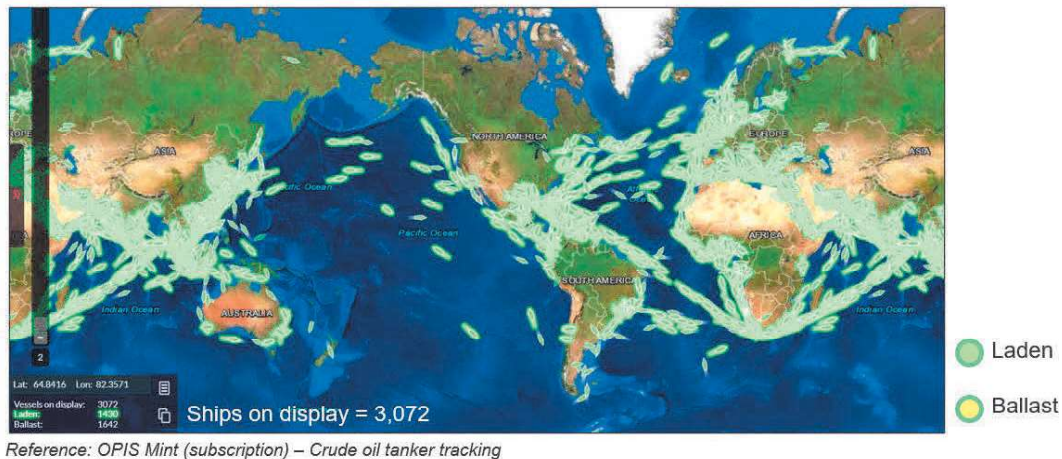 EUROPE
ASIA
NORTH AMERICA
EUROPE
ASIA
Pacific Ocean
Pacific Ocean
AFRICA
SOUTH AMERICA
Indian Ocean
AUSTRALIA
Indian Ocean
2
Laden
Lat: 64.8416 Lon: 82.3571
Vessels on display: 3072
Laden: 1430
Ballast: 1642
Ships on display = 3,072
Ballast
Reference: OPIS Mint (subscription) – Crude oil tanker tracking